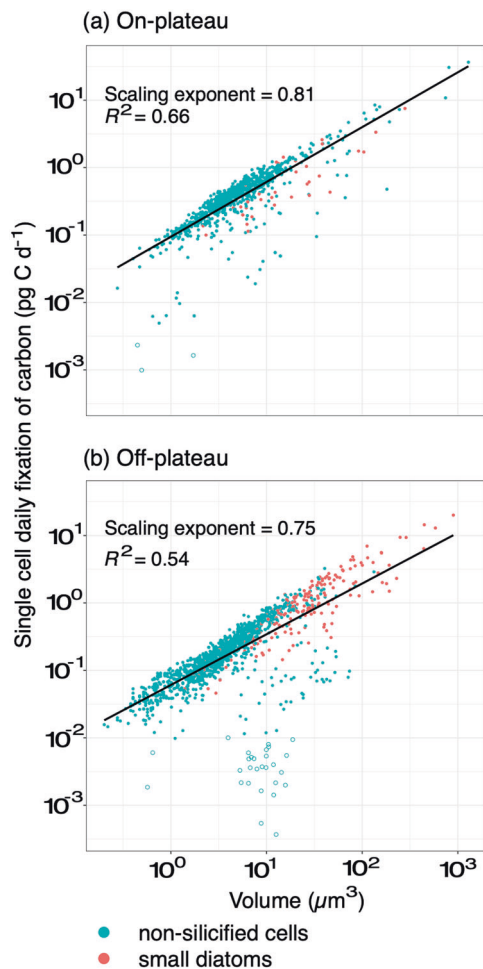 (a) On-plateau
Scaling exponent = 0.81
R² = 0.66
10¹
10⁰
10⁻¹
10⁻²
10⁻³
(b) Off-plateau
Scaling exponent = 0.75
R² = 0.54
10¹
10⁰
10⁻¹
10⁻²
10⁻³
Single cell daily fixation of carbon (pg C d⁻¹)
10⁰ 10¹ 10² 10³
Volume (μm³)
non-silicified cells
small diatoms